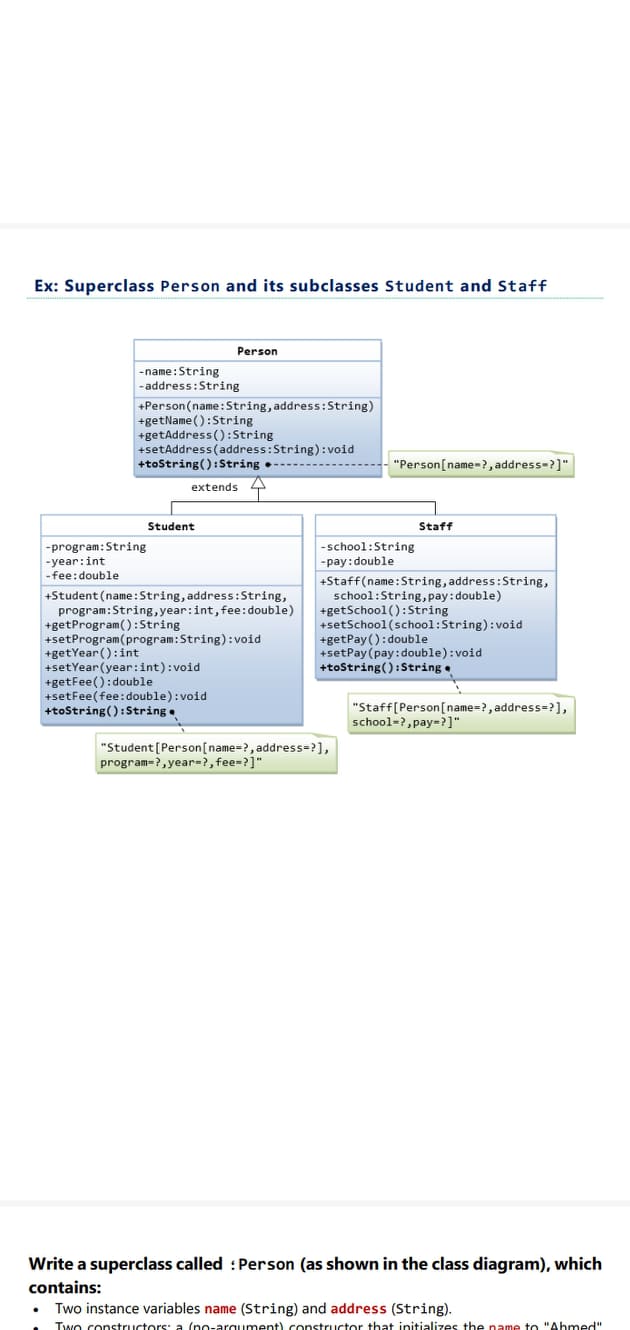 Ex: Superclass Person and its subclasses Student and Staff
Person
-name:String
-address:String
+Person(name:String,address:String)
+getName():String
+getAddress():String
+setAddress(address:String):void
+toString():String
"Person[name=?,address=?]"
extends
Student
-program:String
-year:int
-fee:double
+Student(name:String,address:String,
program:String,year:int,fee:double)
+getProgram():String
+setProgram(program:String):void
+getYear():int
+setYear(year:int):void
+getFee():double
+setFee(fee:double):void
+toString():String
"Student[Person[name=?,address=?],
program=?,year=?,fee=?]"
Staff
-school:String
-pay:double
+Staff(name:String,address:String,
school:String,pay:double)
+getSchool():String
+setSchool(school:String):void
+getPay():double
+setPay(pay:double):void
+toString():String
"Staff[Person[name=?,address=?],
school=?,pay=?]"
Write a superclass called :Person (as shown in the class diagram), which
contains:
• Two instance variables name (String) and address (String).
• Two constructors: a (no-argument) constructor that initializes the name to "Ahmed"